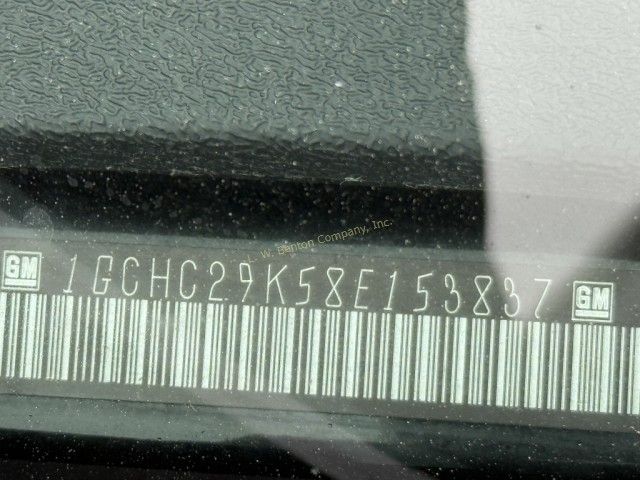 L. W. Benton Company, Inc.
GM 1GCHC29K58E153837 GM